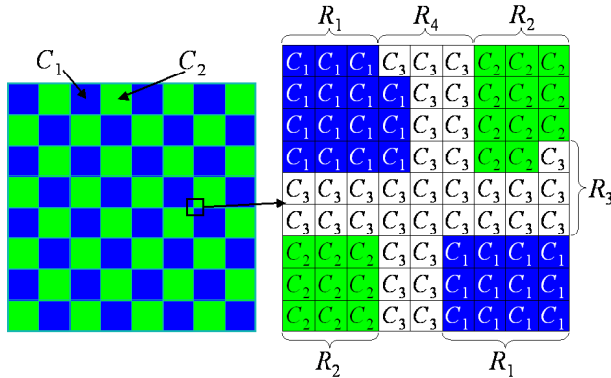 R₁ R₄ R₂
C₁ C₂
C₁ C₁ C₁ C₃ C₃ C₃ C₂ C₂ C₂
C₁ C₁ C₁ C₁ C₃ C₃ C₂ C₂ C₂
C₁ C₁ C₁ C₁ C₃ C₃ C₂ C₂ C₂
C₁ C₁ C₁ C₁ C₃ C₃ C₂ C₂ C₃
C₃ C₃ C₃ C₃ C₃ C₃ C₃ C₃ C₃
R₃
C₃ C₃ C₃ C₃ C₃ C₃ C₃ C₃ C₃
C₂ C₂ C₂ C₃ C₃ C₁ C₁ C₁ C₁
C₂ C₂ C₂ C₃ C₃ C₁ C₁ C₁ C₁
C₂ C₂ C₂ C₃ C₃ C₁ C₁ C₁ C₁
R₂ R₁